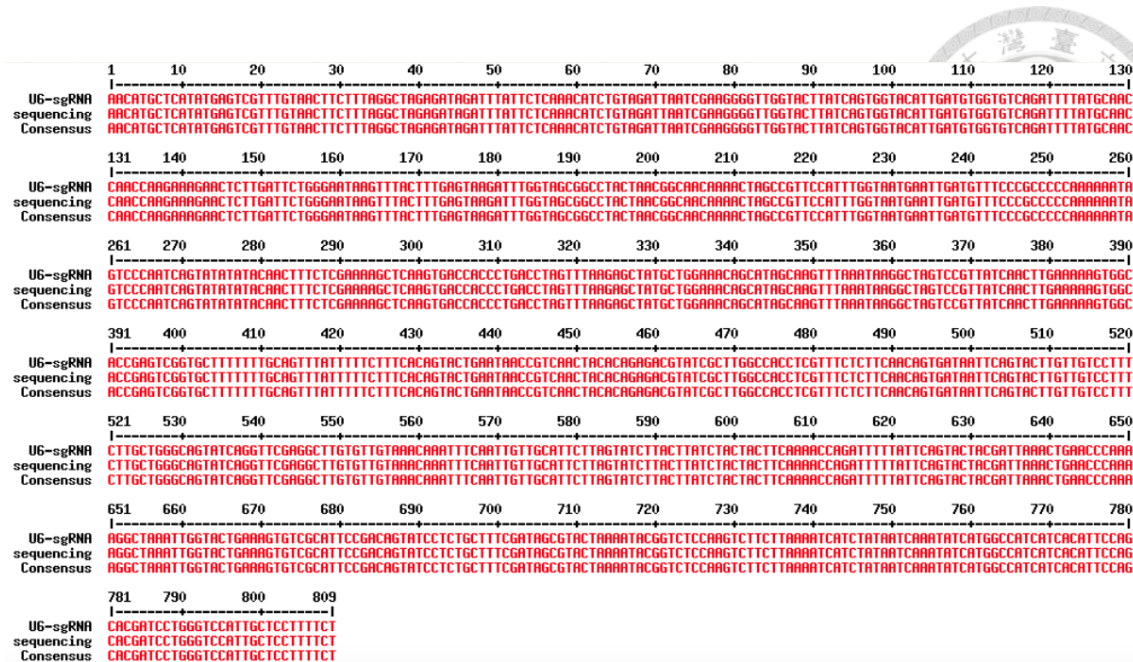 灣 臺
1 10 20 30 40 50 60 70 80 90 100 110 120 130
|--------+---------+---------+---------+---------+---------+---------+---------+---------+---------+---------+---------+---------|
U6-sgRNA AACATGCTCATATGAGTCGTTTGTAACTTCTTTAGGCTAGAGATAGATTTATTCTCAAACATCTGTAGATTAATCGAAGGGGTTGGTACTTATCAGTGGTACATTGATGTGGTGTCAGATTTTATGCAAC
sequencing AACATGCTCATATGAGTCGTTTGTAACTTCTTTAGGCTAGAGATAGATTTATTCTCAAACATCTGTAGATTAATCGAAGGGGTTGGTACTTATCAGTGGTACATTGATGTGGTGTCAGATTTTATGCAAC
Consensus AACATGCTCATATGAGTCGTTTGTAACTTCTTTAGGCTAGAGATAGATTTATTCTCAAACATCTGTAGATTAATCGAAGGGGTTGGTACTTATCAGTGGTACATTGATGTGGTGTCAGATTTTATGCAAC
131 140 150 160 170 180 190 200 210 220 230 240 250 260
|--------+---------+---------+---------+---------+---------+---------+---------+---------+---------+---------+---------+---------|
U6-sgRNA CAACCAAGAAAGAACTCTTGATTCTGGGAATAAGTTTACTTTGAGTAAGATTTGGTAGCGGCCTACTAACGGCAACAAAACTAGCCGTTCCATTTGGTAATGAATTGATGTTTCCCGCCCCCAAAAAATA
sequencing CAACCAAGAAAGAACTCTTGATTCTGGGAATAAGTTTACTTTGAGTAAGATTTGGTAGCGGCCTACTAACGGCAACAAAACTAGCCGTTCCATTTGGTAATGAATTGATGTTTCCCGCCCCCAAAAAATA
Consensus CAACCAAGAAAGAACTCTTGATTCTGGGAATAAGTTTACTTTGAGTAAGATTTGGTAGCGGCCTACTAACGGCAACAAAACTAGCCGTTCCATTTGGTAATGAATTGATGTTTCCCGCCCCCAAAAAATA
261 270 280 290 300 310 320 330 340 350 360 370 380 390
|--------+---------+---------+---------+---------+---------+---------+---------+---------+---------+---------+---------+---------|
U6-sgRNA GTCCCAATCAGTATATATACAACTTTCTCGAAAAGCTCAAGTGACCACCCTGACCTAGTTTAAGAGCTATGCTGGAAACAGCATAGCAAGTTTAAATAAGGCTAGTCCGTTATCAACTTGAAAAAGTGGC
sequencing GTCCCAATCAGTATATATACAACTTTCTCGAAAAGCTCAAGTGACCACCCTGACCTAGTTTAAGAGCTATGCTGGAAACAGCATAGCAAGTTTAAATAAGGCTAGTCCGTTATCAACTTGAAAAAGTGGC
Consensus GTCCCAATCAGTATATATACAACTTTCTCGAAAAGCTCAAGTGACCACCCTGACCTAGTTTAAGAGCTATGCTGGAAACAGCATAGCAAGTTTAAATAAGGCTAGTCCGTTATCAACTTGAAAAAGTGGC
391 400 410 420 430 440 450 460 470 480 490 500 510 520
|--------+---------+---------+---------+---------+---------+---------+---------+---------+---------+---------+---------+---------|
U6-sgRNA ACCGAGTCGGTGCTTTTTTTGCAGTTTATTTTTCTTTCACAGTACTGAATAACCGTCAACTACACAGAGACGTATCGCTTGGCCACCTCGTTTCTCTTCAACAGTGATAATTCAGTACTTGTTGTCCTTT
sequencing ACCGAGTCGGTGCTTTTTTTGCAGTTTATTTTTCTTTCACAGTACTGAATAACCGTCAACTACACAGAGACGTATCGCTTGGCCACCTCGTTTCTCTTCAACAGTGATAATTCAGTACTTGTTGTCCTTT
Consensus ACCGAGTCGGTGCTTTTTTTGCAGTTTATTTTTCTTTCACAGTACTGAATAACCGTCAACTACACAGAGACGTATCGCTTGGCCACCTCGTTTCTCTTCAACAGTGATAATTCAGTACTTGTTGTCCTTT
521 530 540 550 560 570 580 590 600 610 620 630 640 650
|--------+---------+---------+---------+---------+---------+---------+---------+---------+---------+---------+---------+---------|
U6-sgRNA CTTGCTGGGCAGTATCAGGTTCGAGGCTTGTGTTGTAAACAAATTTCAATTGTTGCATTCTTAGTATCTTACTTATCTACTACTTCAAAACCAGATTTTTATTCAGTACTACGATTAAACTGAACCCAAA
sequencing CTTGCTGGGCAGTATCAGGTTCGAGGCTTGTGTTGTAAACAAATTTCAATTGTTGCATTCTTAGTATCTTACTTATCTACTACTTCAAAACCAGATTTTTATTCAGTACTACGATTAAACTGAACCCAAA
Consensus CTTGCTGGGCAGTATCAGGTTCGAGGCTTGTGTTGTAAACAAATTTCAATTGTTGCATTCTTAGTATCTTACTTATCTACTACTTCAAAACCAGATTTTTATTCAGTACTACGATTAAACTGAACCCAAA
651 660 670 680 690 700 710 720 730 740 750 760 770 780
|--------+---------+---------+---------+---------+---------+---------+---------+---------+---------+---------+---------+---------|
U6-sgRNA AGGCTAAATTGGTACTGAAAGTGTCGCATTCCGACAGTATCCTCTGCTTTCGATAGCGTACTAAAATACGGTCTCCAAGTCTTCTTAAAATCATCTATAATCAAATATCATGGCCATCATCACATTCCAG
sequencing AGGCTAAATTGGTACTGAAAGTGTCGCATTCCGACAGTATCCTCTGCTTTCGATAGCGTACTAAAATACGGTCTCCAAGTCTTCTTAAAATCATCTATAATCAAATATCATGGCCATCATCACATTCCAG
Consensus AGGCTAAATTGGTACTGAAAGTGTCGCATTCCGACAGTATCCTCTGCTTTCGATAGCGTACTAAAATACGGTCTCCAAGTCTTCTTAAAATCATCTATAATCAAATATCATGGCCATCATCACATTCCAG
781 790 800 809
|--------+---------+--------|
U6-sgRNA CACGATCCTGGGTCCATTGCTCCTTTTCT
sequencing CACGATCCTGGGTCCATTGCTCCTTTTCT
Consensus CACGATCCTGGGTCCATTGCTCCTTTTCT